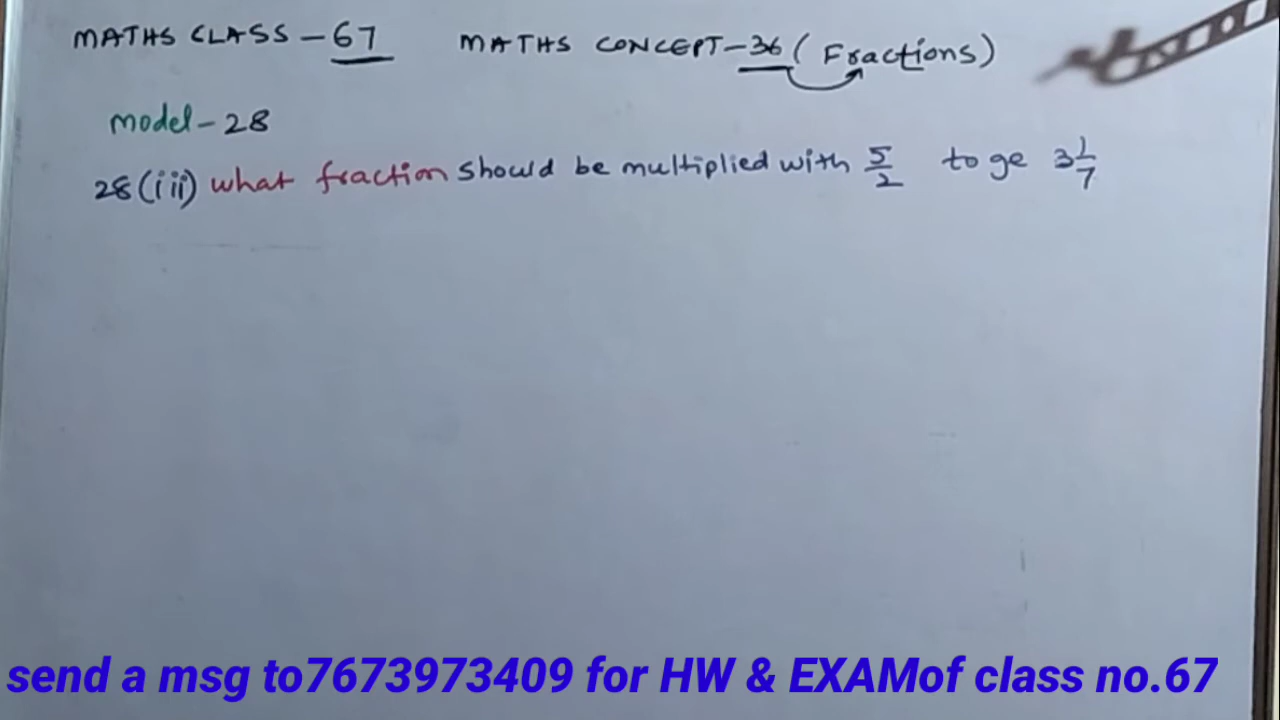 MATHS CLASS - 67 MATHS CONCEPT - 36 (Fractions)
model - 28
28(iii) what fraction should be multiplied with 5/2 to ge 3 1/7
send a msg to7673973409 for HW & EXAMof class no.67